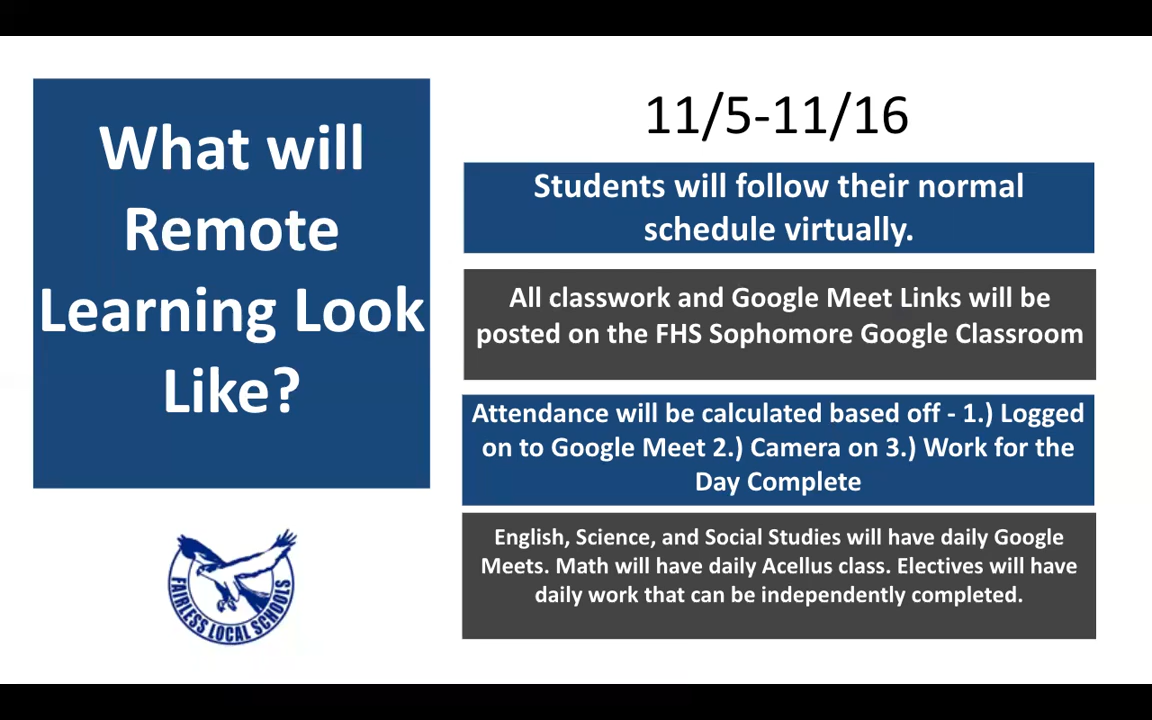 What will
Remote
Learning Look
Like?
11/5-11/16
Students will follow their normal
schedule virtually.
All classwork and Google Meet Links will be
posted on the FHS Sophomore Google Classroom
Attendance will be calculated based off - 1.) Logged
on to Google Meet 2.) Camera on 3.) Work for the
Day Complete
English, Science, and Social Studies will have daily Google
Meets. Math will have daily Acellus class. Electives will have
daily work that can be independently completed.
FAIRLESS LOCAL SCHOOLS